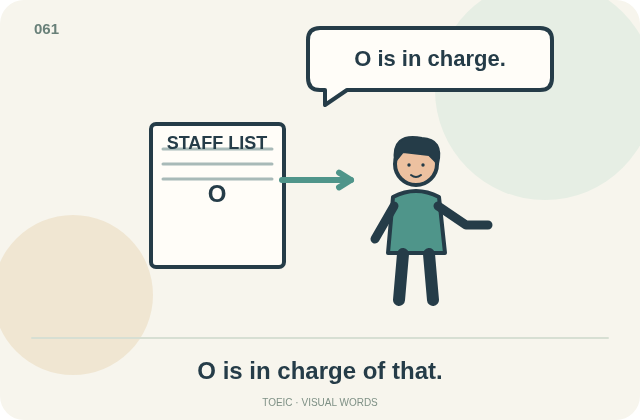 061
O is in charge.
STAFF LIST
O
O is in charge of that.
TOEIC · VISUAL WORDS